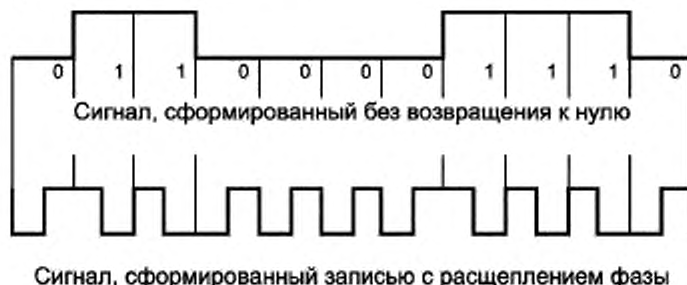 0 1 1 0 0 0 0 1 1 1 0
Сигнал, сформированный без возвращения к нулю
Сигнал, сформированный записью с расщеплением фазы